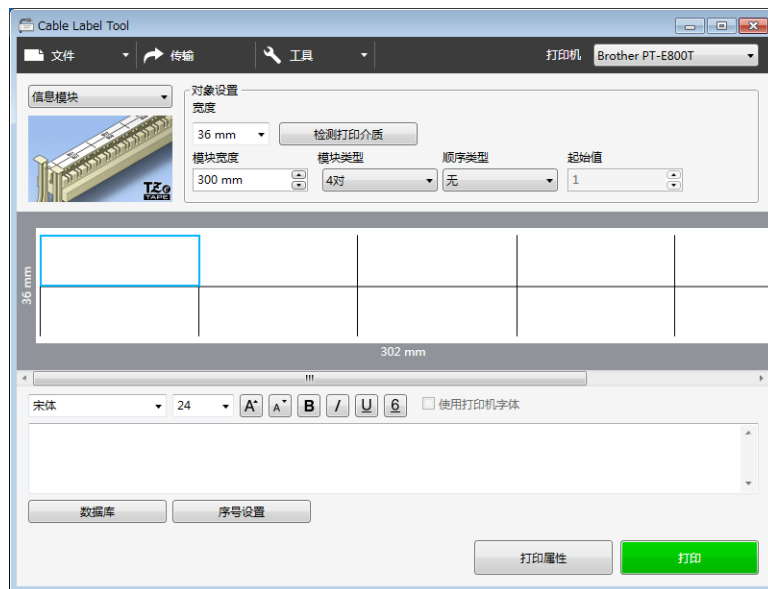 Cable Label Tool
文件 传输 工具 打印机 Brother PT-E800T
信息模块
对象设置
宽度
36 mm 检测打印介质
模块宽度 模块类型 顺序类型 起始值
300 mm 4对 无 1
TZe
TAPE
36 mm
302 mm
宋体 24 A A B I U 6 使用打印机字体
数据库 序号设置
打印属性 打印